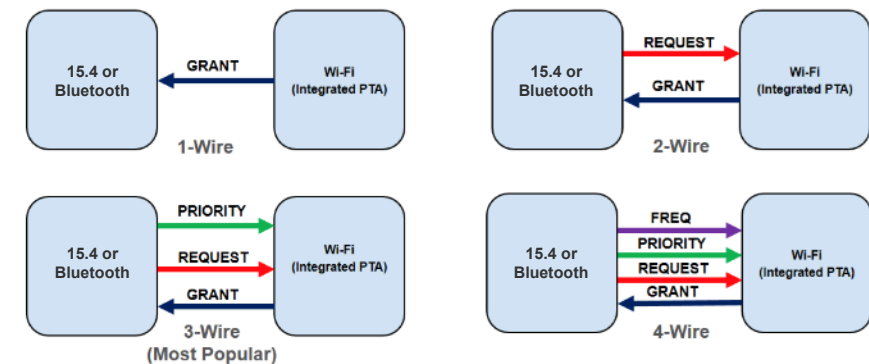 15.4 or
Bluetooth
GRANT
Wi-Fi
(Integrated PTA)
1-Wire
15.4 or
Bluetooth
REQUEST
GRANT
Wi-Fi
(Integrated PTA)
2-Wire
15.4 or
Bluetooth
PRIORITY
REQUEST
GRANT
Wi-Fi
(Integrated PTA)
3-Wire
(Most Popular)
15.4 or
Bluetooth
FREQ
PRIORITY
REQUEST
GRANT
Wi-Fi
(Integrated PTA)
4-Wire